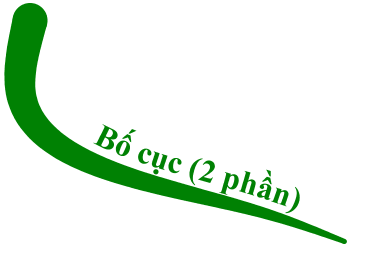 Bố cục (2 phần)